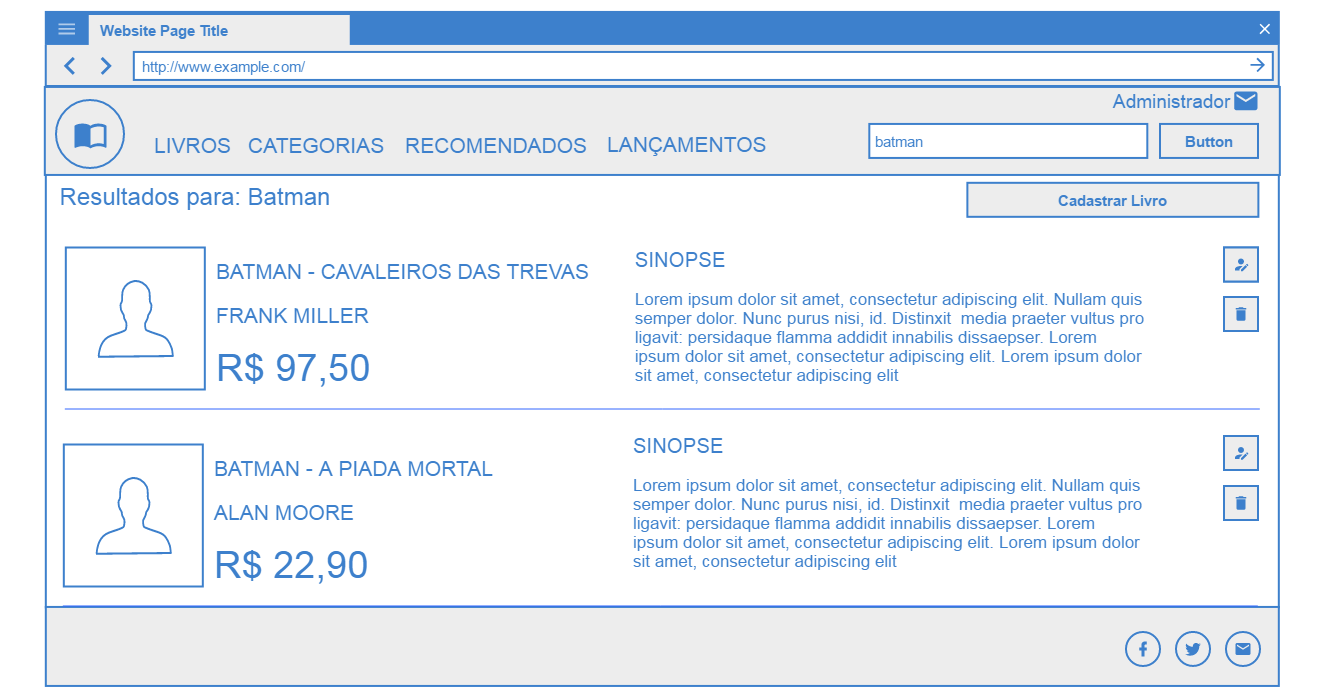 Website Page Title
http://www.example.com/
Administrador
LIVROS CATEGORIAS RECOMENDADOS LANÇAMENTOS
batman
Button
Resultados para: Batman
Cadastrar Livro
BATMAN - CAVALEIROS DAS TREVAS
FRANK MILLER
R$ 97,50
SINOPSE
Lorem ipsum dolor sit amet, consectetur adipiscing elit. Nullam quis
semper dolor. Nunc purus nisi, id. Distinxit  media praeter vultus pro
ligavit: persidaque flamma addidit innabilis dissaepser. Lorem
ipsum dolor sit amet, consectetur adipiscing elit. Lorem ipsum dolor
sit amet, consectetur adipiscing elit
BATMAN - A PIADA MORTAL
ALAN MOORE
R$ 22,90
SINOPSE
Lorem ipsum dolor sit amet, consectetur adipiscing elit. Nullam quis
semper dolor. Nunc purus nisi, id. Distinxit  media praeter vultus pro
ligavit: persidaque flamma addidit innabilis dissaepser. Lorem
ipsum dolor sit amet, consectetur adipiscing elit. Lorem ipsum dolor
sit amet, consectetur adipiscing elit